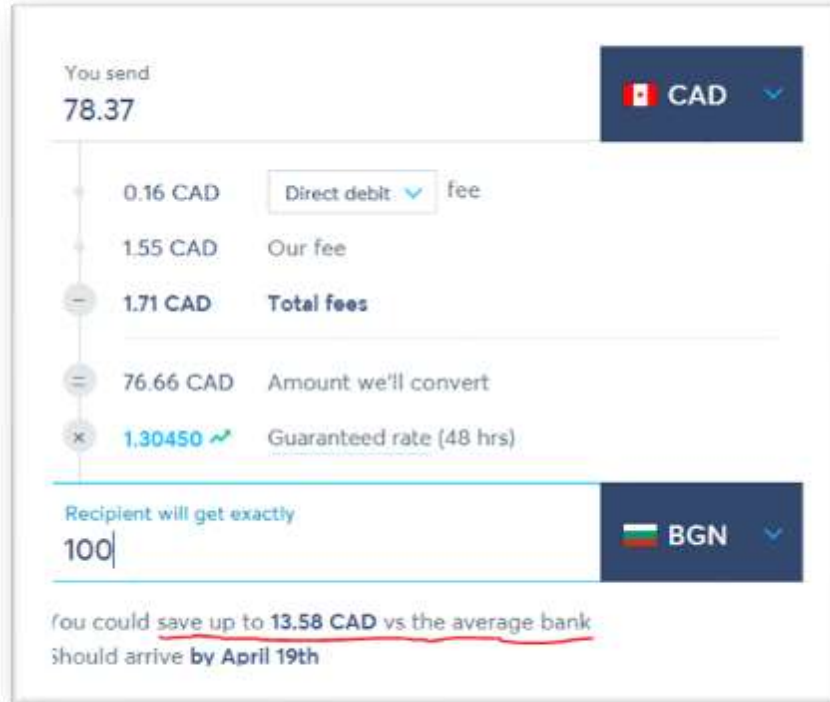 You send
78.37
CAD
0.16 CAD Direct debit fee
1.55 CAD Our fee
− 1.71 CAD Total fees
= 76.66 CAD Amount we'll convert
× 1.30450 Guaranteed rate (48 hrs)
Recipient will get exactly
100
BGN
You could save up to 13.58 CAD vs the average bank
Should arrive by April 19th